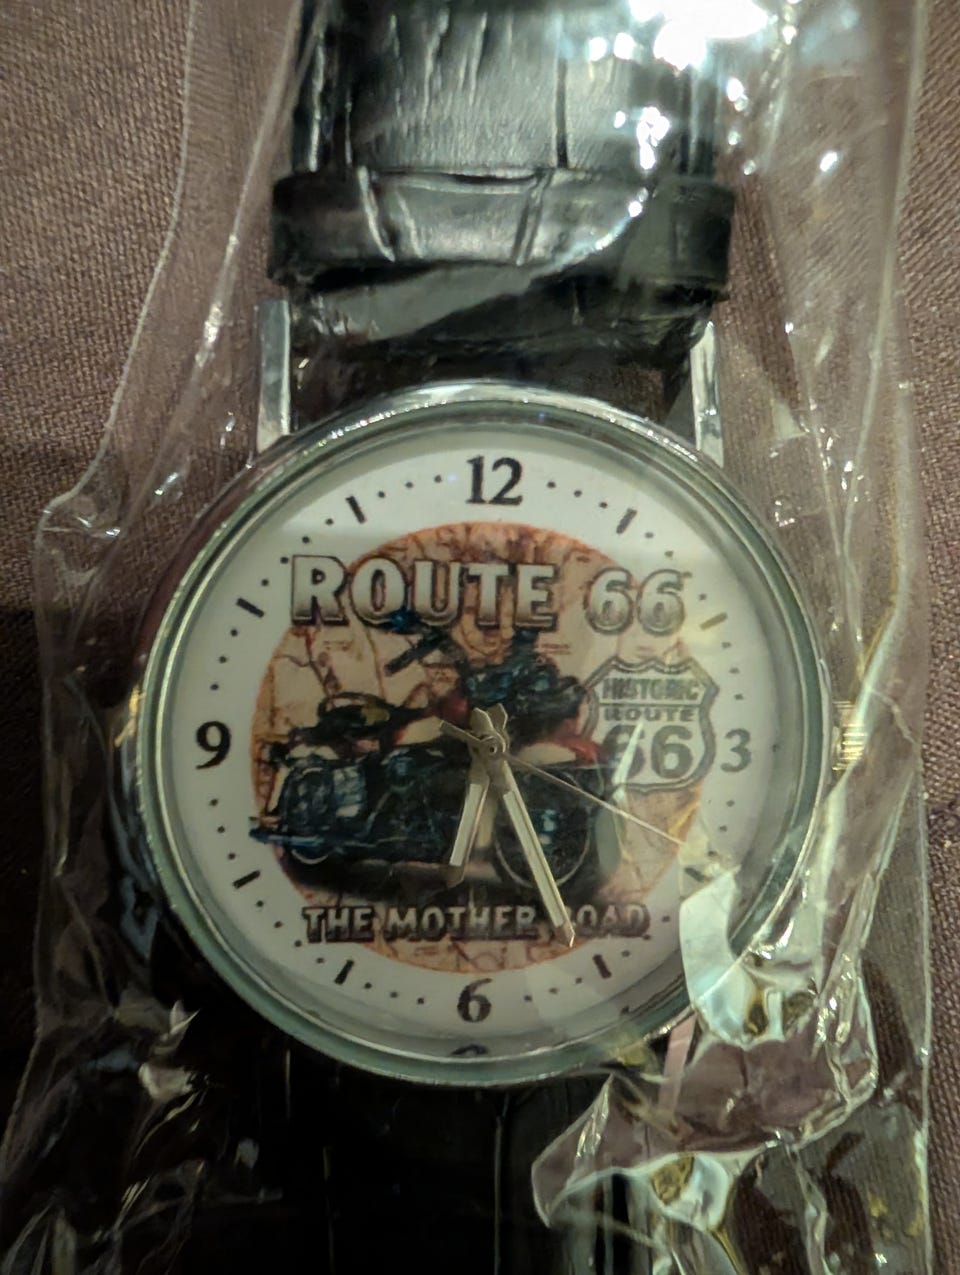 12
ROUTE 66
HISTORIC
ROUTE
66
9
3
THE MOTHER ROAD
6